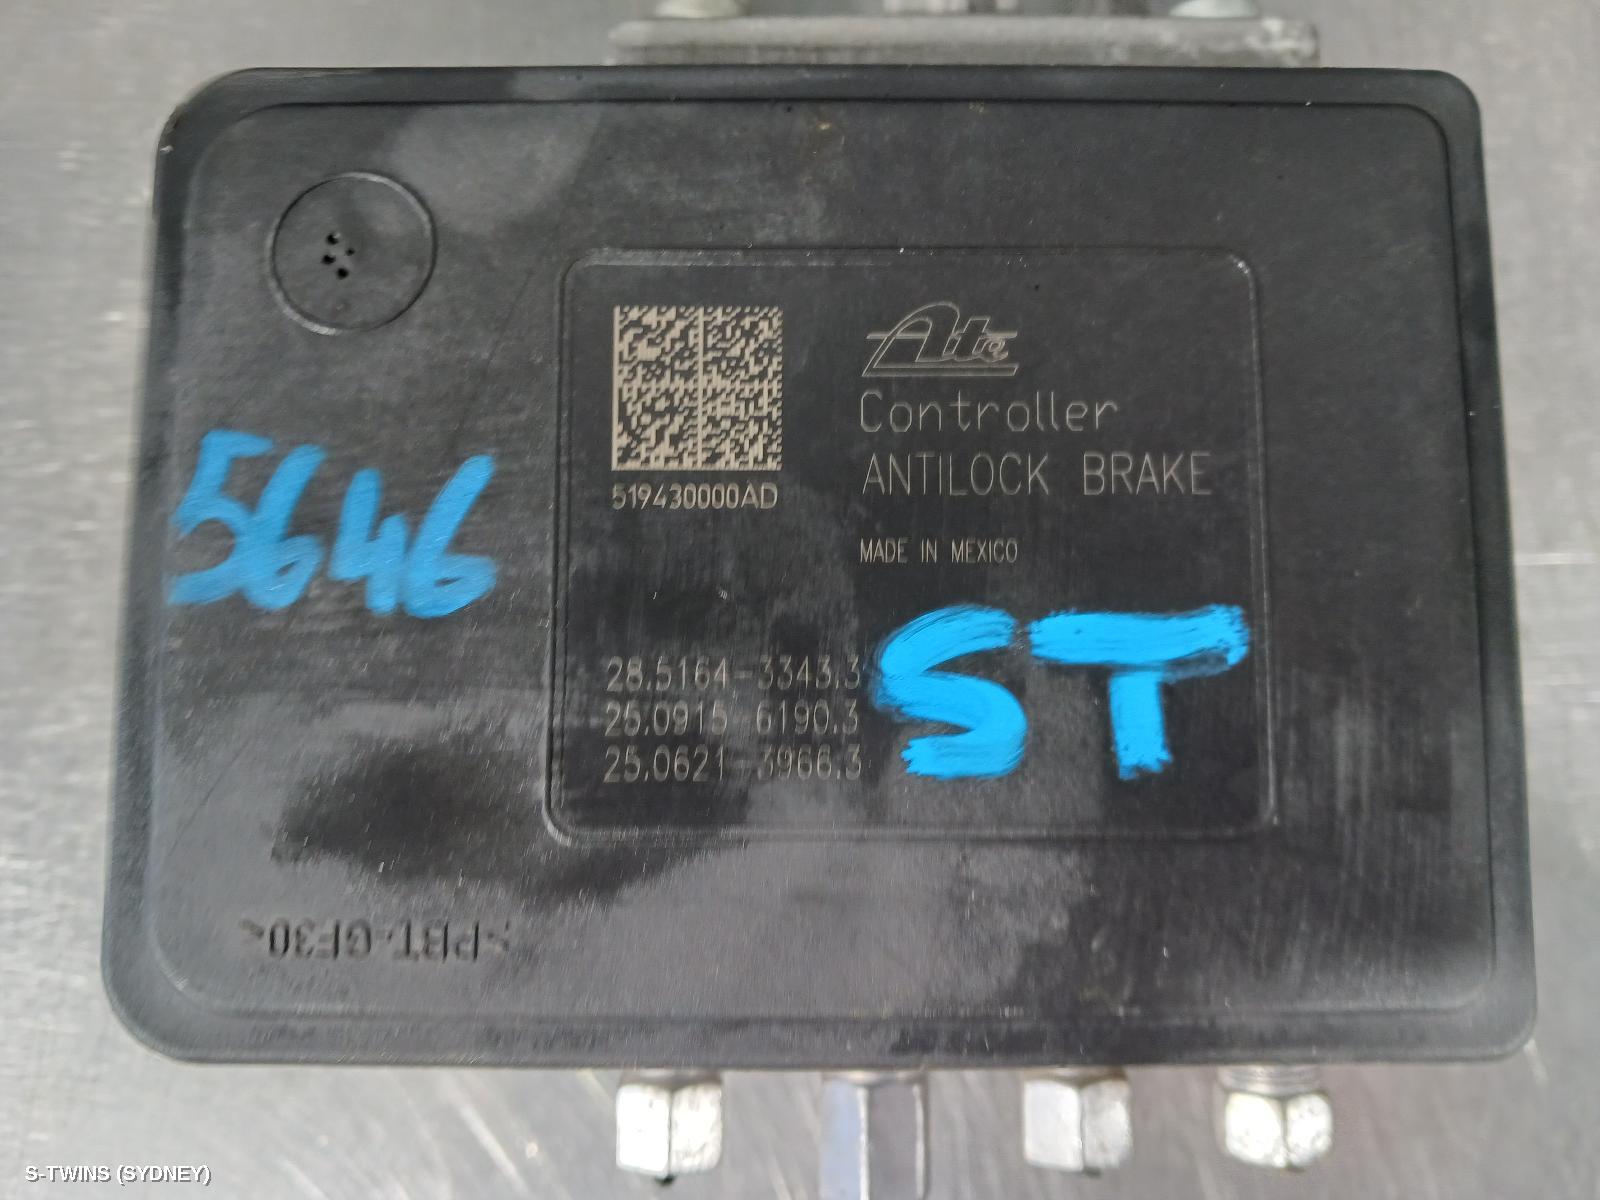 Ate
Controller
ANTILOCK BRAKE
519430000AD
MADE IN MEXICO
5646
ST
28.5164-3343.3
25.0915-6190.3
25.0621-3966.3
>PBT-GF30<
S-TWINS (SYDNEY)